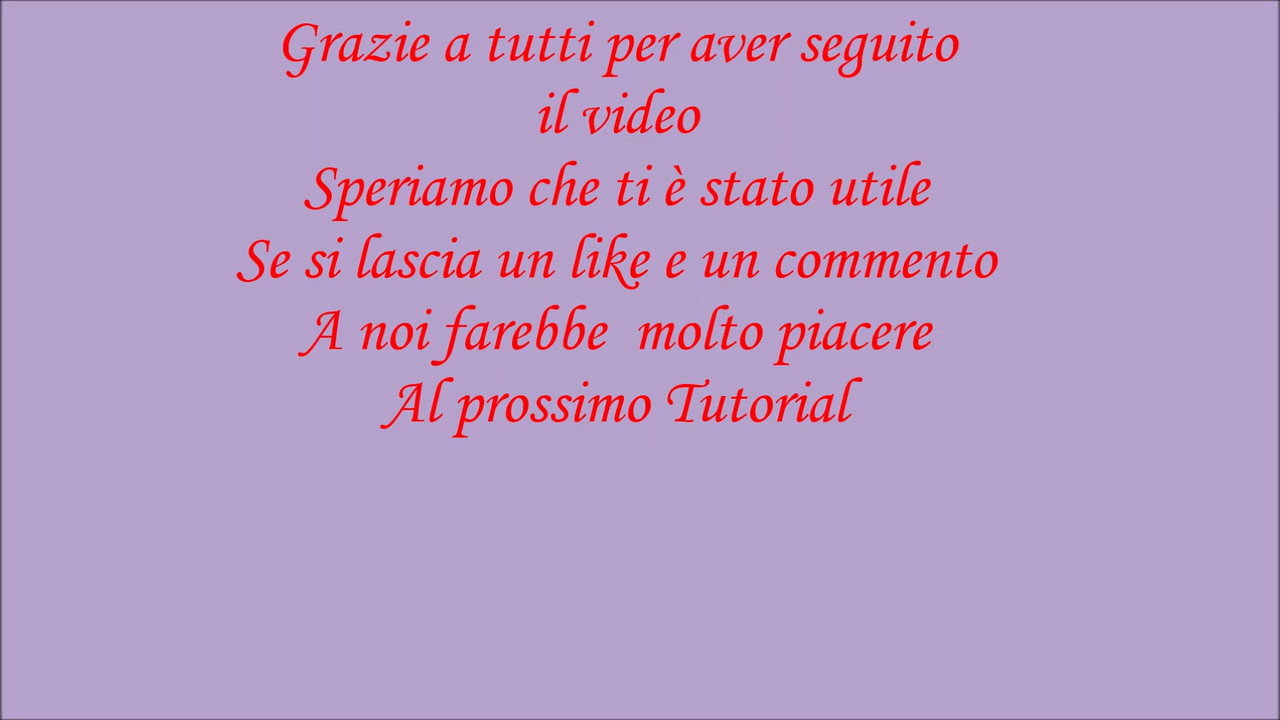 Grazie a tutti per aver seguito
il video
Speriamo che ti è stato utile
Se si lascia un like e un commento
A noi farebbe  molto piacere
Al prossimo Tutorial